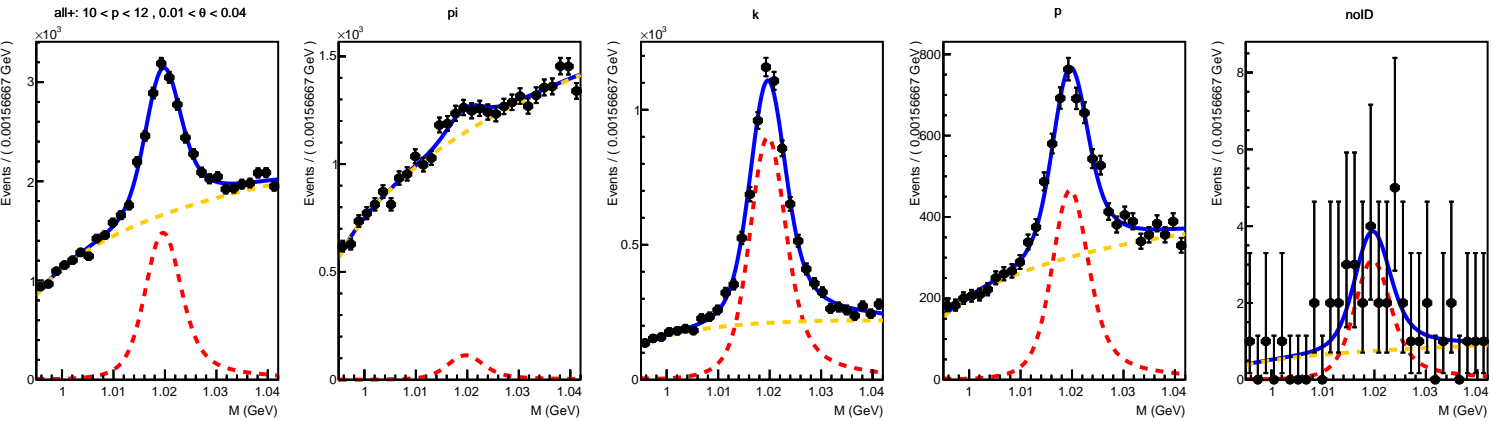 all+: 10 < p < 12 , 0.01 < θ < 0.04
×10³
Events / ( 0.00156667 GeV )
3
2
1
0
1 1.01 1.02 1.03 1.04
M (GeV)
pi
×10³
Events / ( 0.00156667 GeV )
1.5
1
0.5
0
1 1.01 1.02 1.03 1.04
M (GeV)
k
×10³
Events / ( 0.00156667 GeV )
1
0.5
0
1 1.01 1.02 1.03 1.04
M (GeV)
p
Events / ( 0.00156667 GeV )
800
600
400
200
0
1 1.01 1.02 1.03 1.04
M (GeV)
noID
Events / ( 0.00156667 GeV )
8
6
4
2
0
1 1.01 1.02 1.03 1.04
M (GeV)